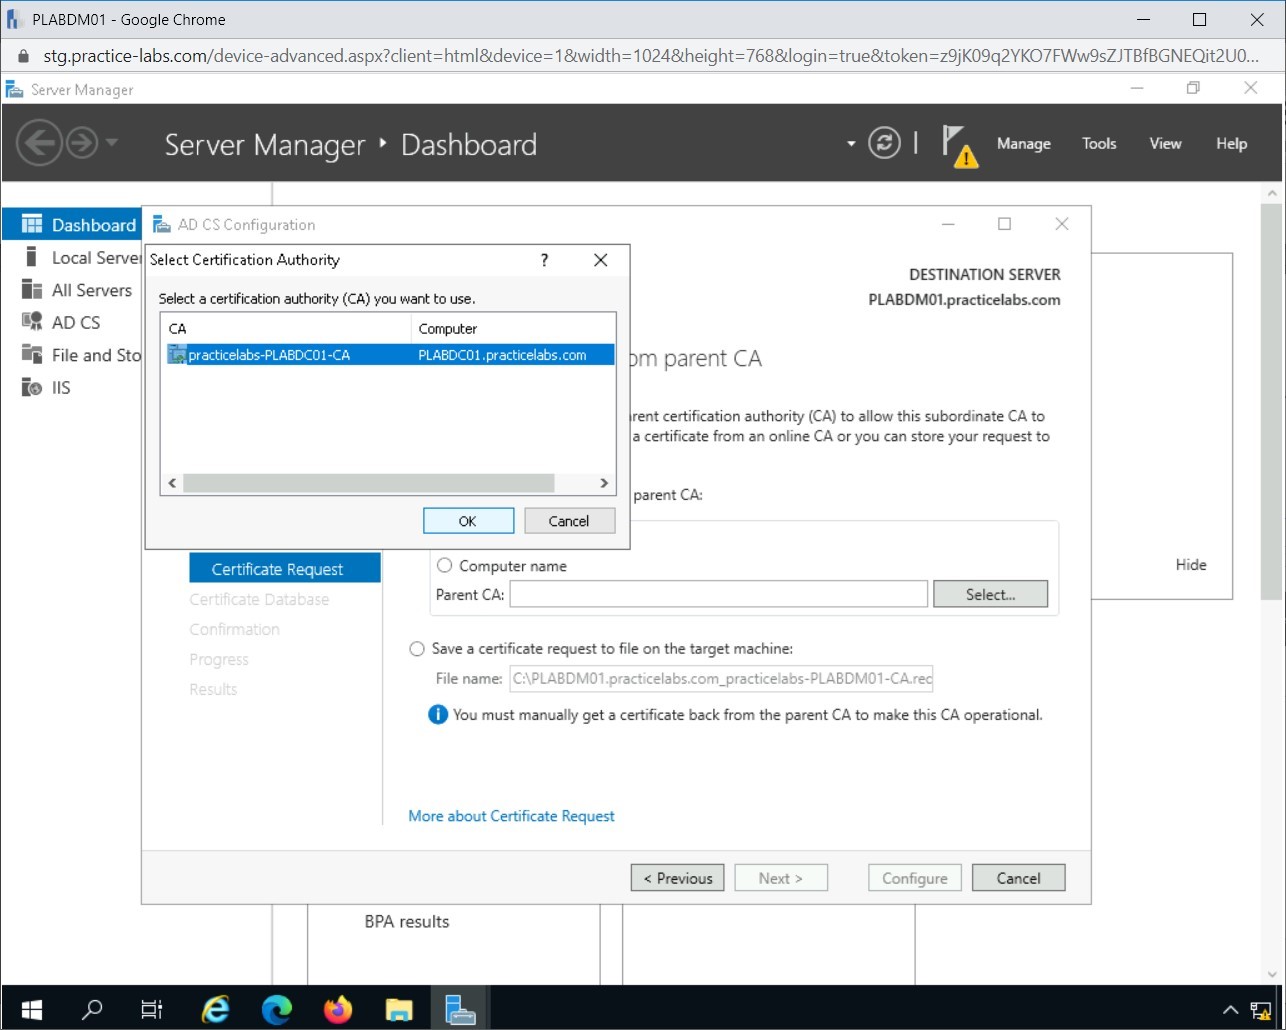 PLABDM01 - Google Chrome
stg.practice-labs.com/device-advanced.aspx?client=html&device=1&width=1024&height=768&login=true&token=z9jK09q2YKO7FWw9sZJTBfBGNEQit2U0...
Server Manager
Server Manager ‣ Dashboard
Manage
Tools
View
Help
Dashboard
Local Server
All Servers
AD CS
File and Sto
IIS
AD CS Configuration
DESTINATION SERVER
PLABDM01.practicelabs.com
Select Certification Authority
?
Select a certification authority (CA) you want to use.
CA
Computer
practicelabs-PLABDC01-CA
PLABDC01.practicelabs.com
OK
Cancel
om parent CA
rent certification authority (CA) to allow this subordinate CA to
a certificate from an online CA or you can store your request to
parent CA:
Certificate Request
Certificate Database
Confirmation
Progress
Results
Computer name
Parent CA:
Select...
Save a certificate request to file on the target machine:
File name:
C:\PLABDM01.practicelabs.com_practicelabs-PLABDM01-CA.req
You must manually get a certificate back from the parent CA to make this CA operational.
More about Certificate Request
< Previous
Next >
Configure
Cancel
Hide
BPA results